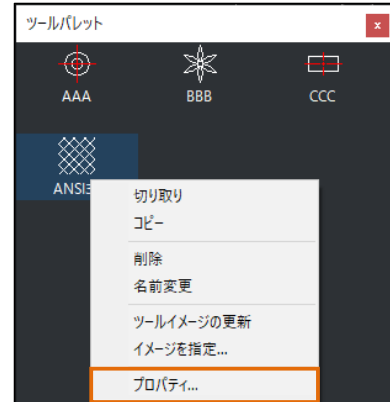 ツールパレット
x
AAA BBB CCC
切り取り
コピー
削除
名前変更
ツールイメージの更新
イメージを指定...
プロパティ...